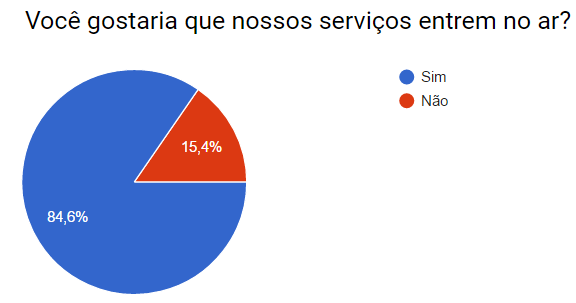 Você gostaria que nossos serviços entrem no ar?
Sim
Não
15,4%
84,6%